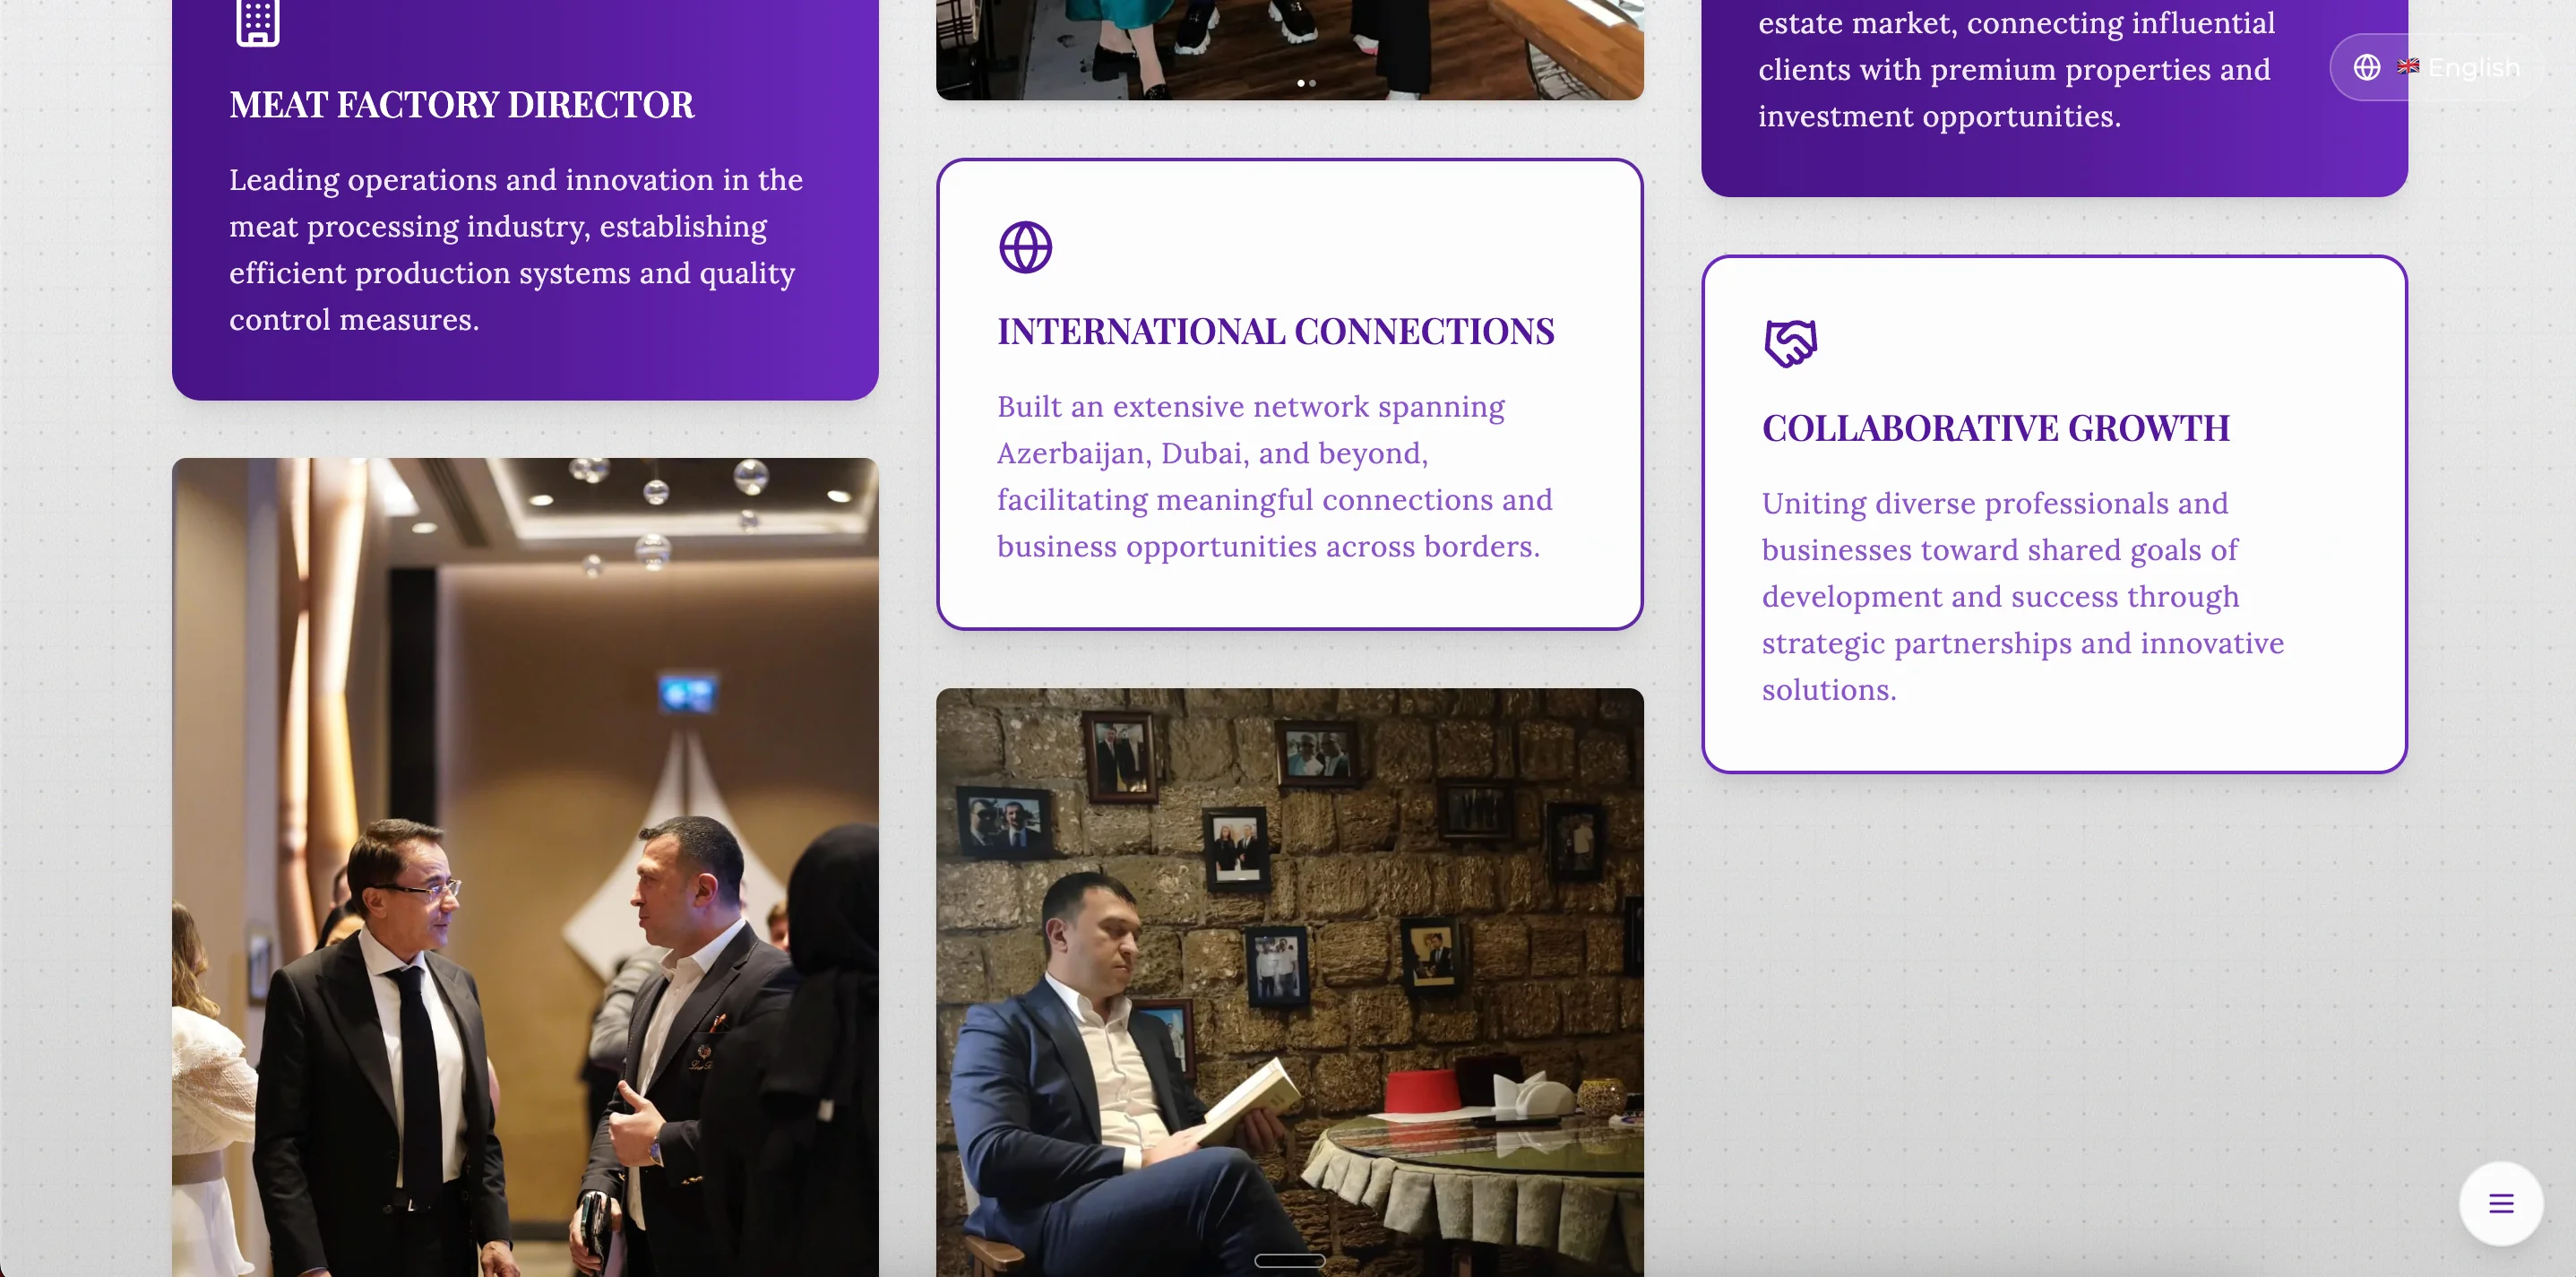 MEAT FACTORY DIRECTOR
Leading operations and innovation in the
meat processing industry, establishing
efficient production systems and quality
control measures.
INTERNATIONAL CONNECTIONS
Built an extensive network spanning
Azerbaijan, Dubai, and beyond,
facilitating meaningful connections and
business opportunities across borders.
estate market, connecting influential
clients with premium properties and
investment opportunities.
English
COLLABORATIVE GROWTH
Uniting diverse professionals and
businesses toward shared goals of
development and success through
strategic partnerships and innovative
solutions.